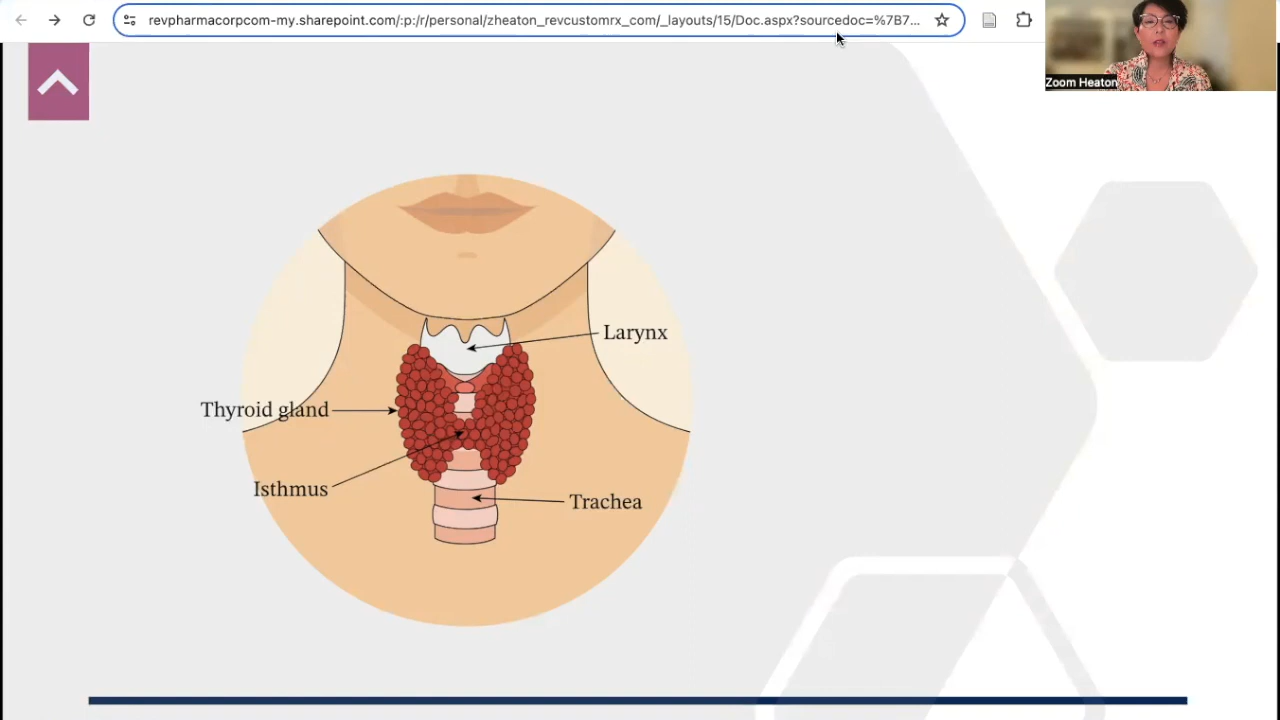 revpharmacorpcom-my.sharepoint.com/:p:/r/personal/zheaton_revcustomrx_com/_layouts/15/Doc.aspx?sourcedoc=%7B7...
Zoom Heaton
Larynx
Thyroid gland
Isthmus
Trachea